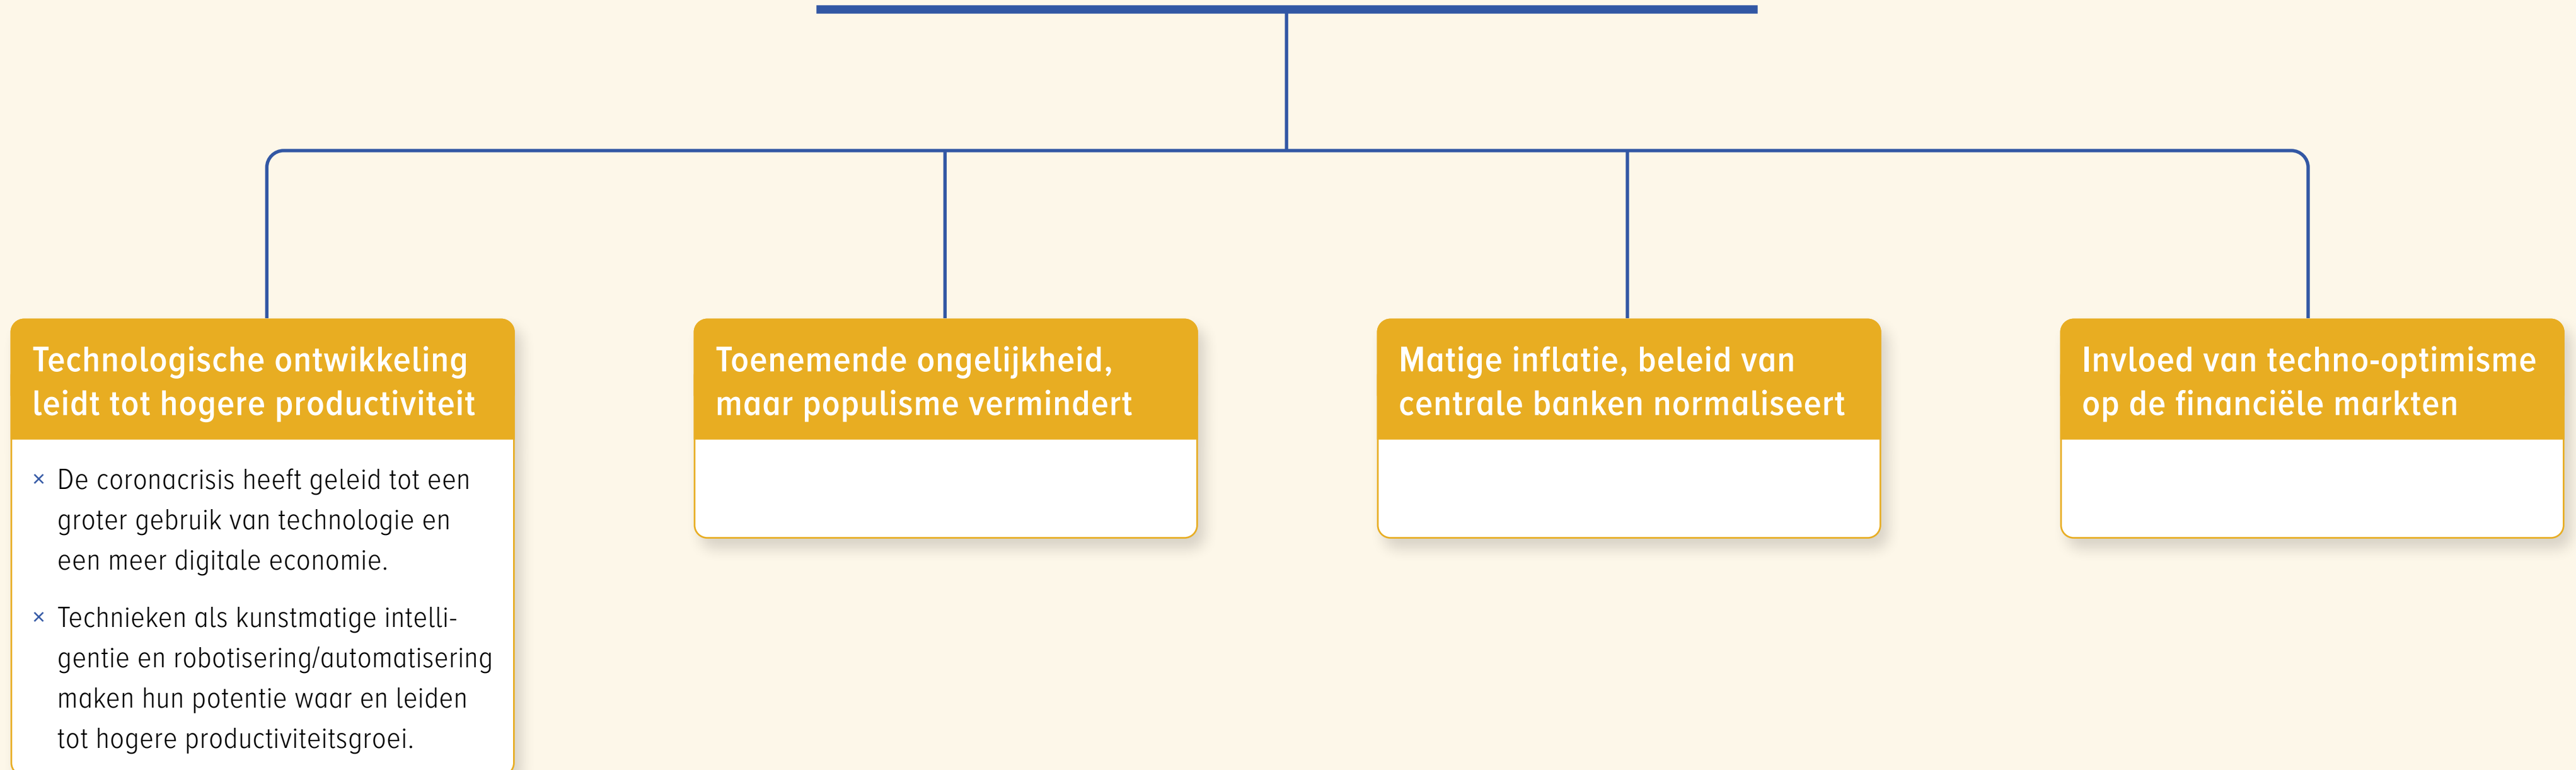 Technologische ontwikkeling
leidt tot hogere productiviteit
× De coronacrisis heeft geleid tot een
groter gebruik van technologie en
een meer digitale economie.
× Technieken als kunstmatige intelli-
gentie en robotisering/automatisering
maken hun potentie waar en leiden
tot hogere productiviteitsgroei.
Toenemende ongelijkheid,
maar populisme vermindert
Matige inflatie, beleid van
centrale banken normaliseert
Invloed van techno-optimisme
op de financiële markten